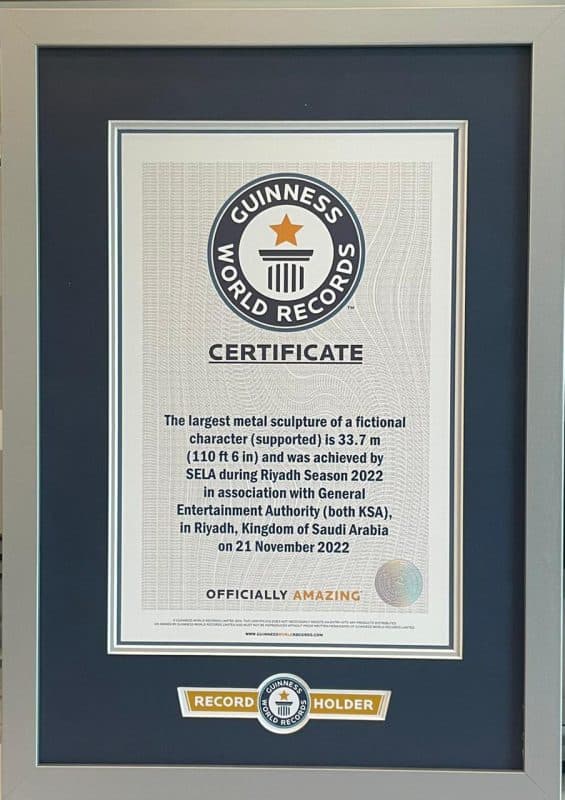 GUINNESS
WORLD RECORDS
TM
CERTIFICATE
The largest metal sculpture of a fictional
character (supported) is 33.7 m
(110 ft 6 in) and was achieved by
SELA during Riyadh Season 2022
in association with General
Entertainment Authority (both KSA),
in Riyadh, Kingdom of Saudi Arabia
on 21 November 2022
OFFICIALLY AMAZING
WWW.GUINNESSWORLDRECORDS.COM
RECORD
GUINNESS
WORLD RECORDS
HOLDER